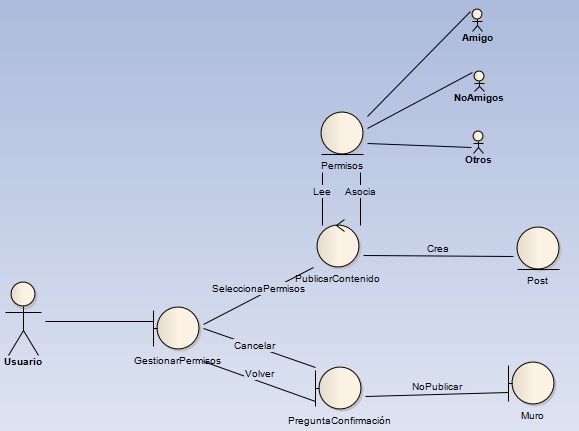 Amigo
NoAmigos
Otros
Permisos
Lee
Asocia
PublicarContenido
Crea
Post
SeleccionaPermisos
Usuario
GestionarPermisos
Cancelar
Volver
PreguntaConfirmación
NoPublicar
Muro